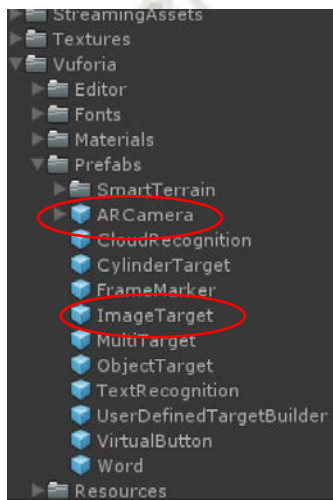 StreamingAssets
Textures
Vuforia
Editor
Fonts
Materials
Prefabs
SmartTerrain
ARCamera
CloudRecognition
CylinderTarget
FrameMarker
ImageTarget
MultiTarget
ObjectTarget
TextRecognition
UserDefinedTargetBuilder
VirtualButton
Word
Resources